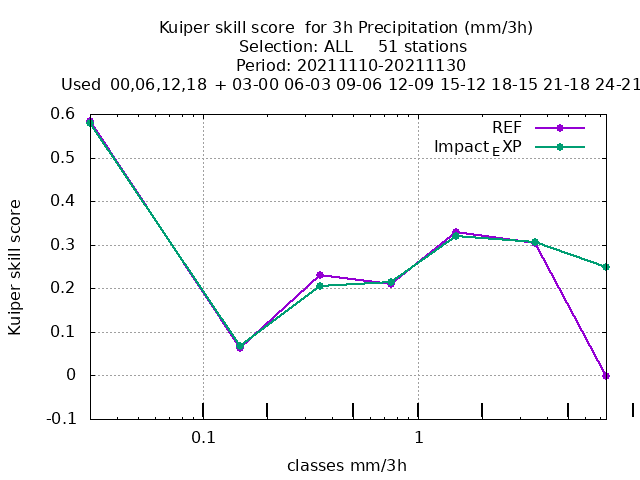 Kuiper skill score  for 3h Precipitation (mm/3h)
Selection: ALL     51 stations
Period: 20211110-20211130
Used  00,06,12,18  + 03-00 06-03 09-06 12-09 15-12 18-15 21-18 24-21
REF
Impact_EXP
0.6
0.5
0.4
0.3
0.2
0.1
0
-0.1
Kuiper skill score
0.1 1
classes mm/3h